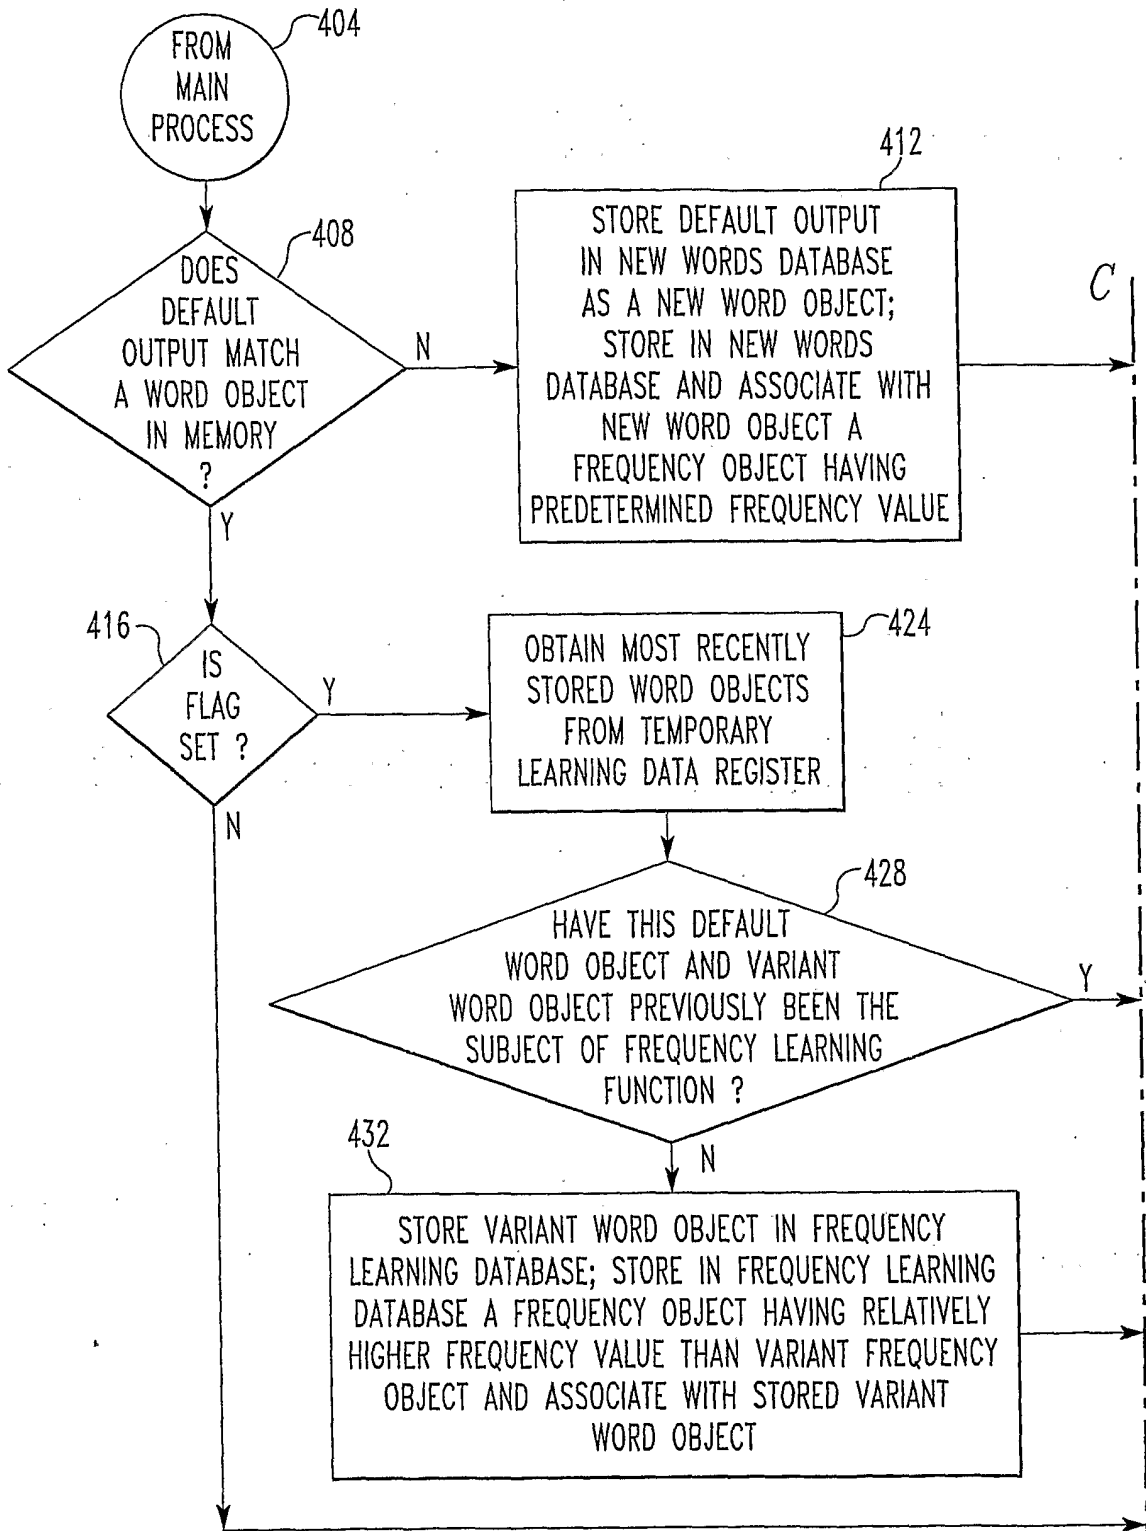 404
FROM
MAIN
PROCESS
408
DOES
DEFAULT
OUTPUT MATCH
A WORD OBJECT
IN MEMORY
?
N
Y
412
STORE DEFAULT OUTPUT
IN NEW WORDS DATABASE
AS A NEW WORD OBJECT;
STORE IN NEW WORDS
DATABASE AND ASSOCIATE WITH
NEW WORD OBJECT A
FREQUENCY OBJECT HAVING
PREDETERMINED FREQUENCY VALUE
C
416
IS
FLAG
SET ?
Y
N
424
OBTAIN MOST RECENTLY
STORED WORD OBJECTS
FROM TEMPORARY
LEARNING DATA REGISTER
428
HAVE THIS DEFAULT
WORD OBJECT AND VARIANT
WORD OBJECT PREVIOUSLY BEEN THE
SUBJECT OF FREQUENCY LEARNING
FUNCTION ?
Y
N
432
STORE VARIANT WORD OBJECT IN FREQUENCY
LEARNING DATABASE; STORE IN FREQUENCY LEARNING
DATABASE A FREQUENCY OBJECT HAVING RELATIVELY
HIGHER FREQUENCY VALUE THAN VARIANT FREQUENCY
OBJECT AND ASSOCIATE WITH STORED VARIANT
WORD OBJECT